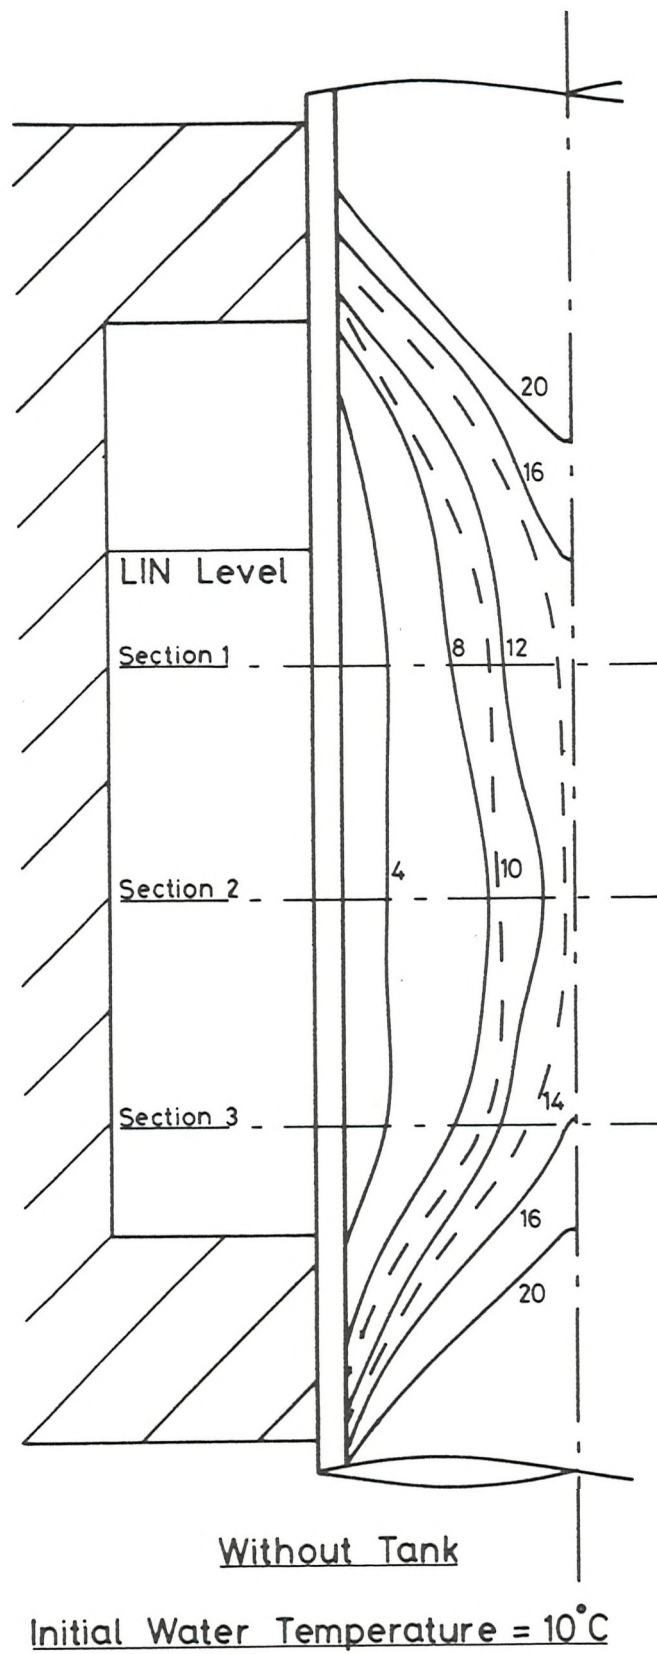 20
16
LIN Level
Section 1
8
12
4
10
Section 2
14
Section 3
16
20
Without Tank
Initial Water Temperature = 10°C